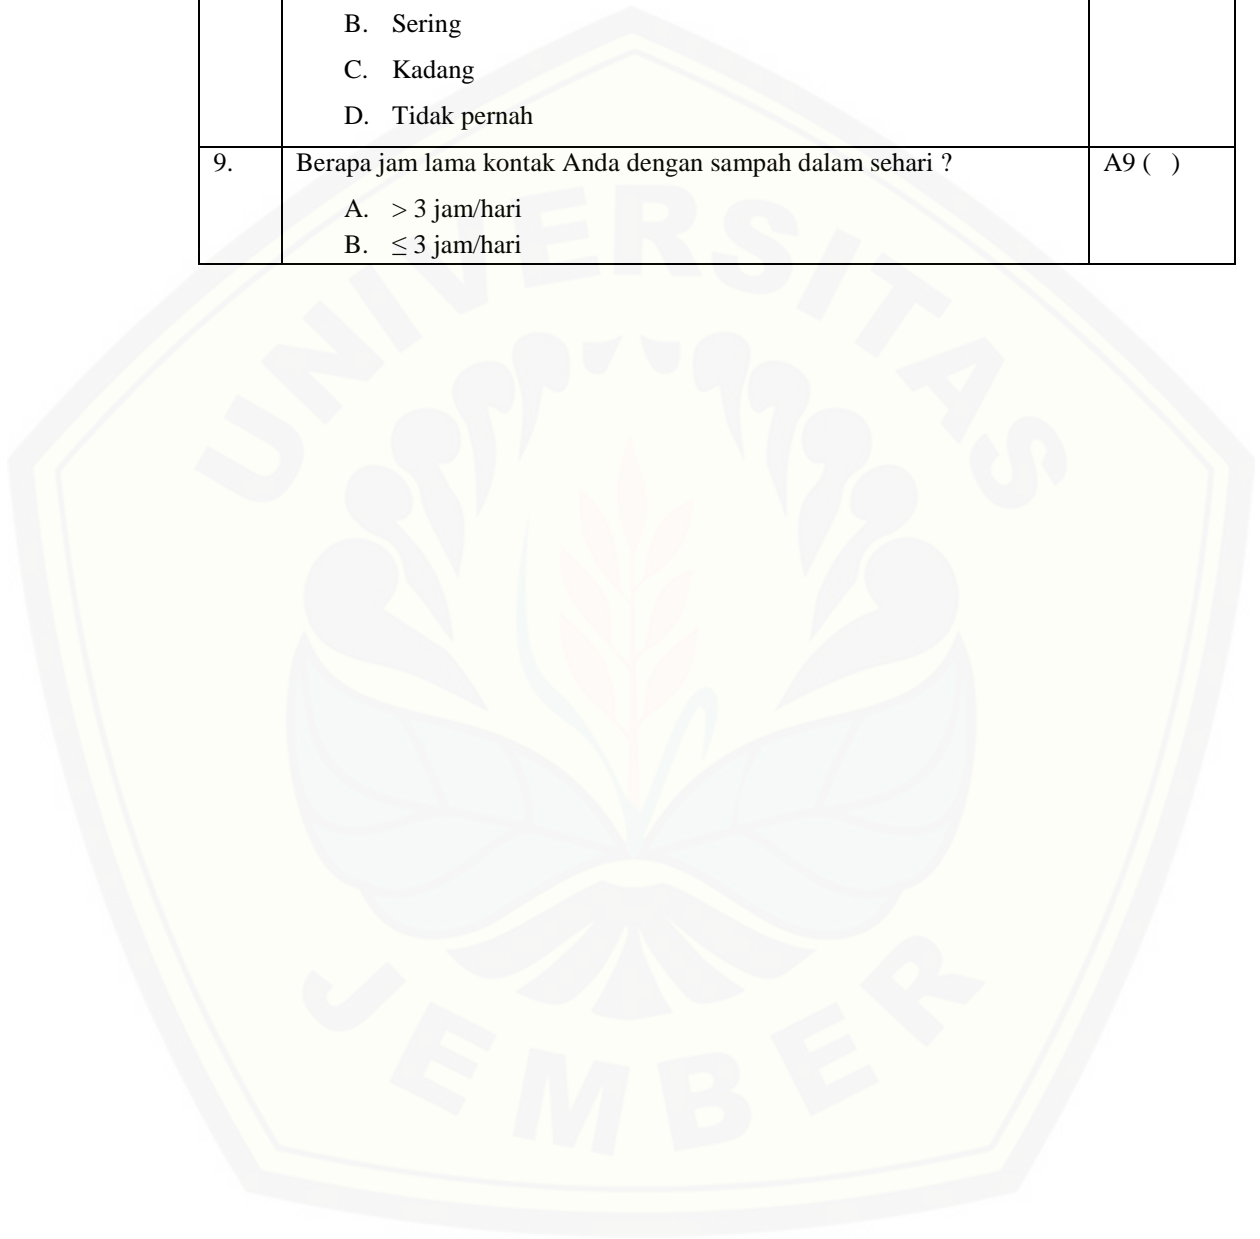 B. Sering
C. Kadang
D. Tidak pernah
9. Berapa jam lama kontak Anda dengan sampah dalam sehari ? A9 ( )
A. > 3 jam/hari
B. ≤ 3 jam/hari
UNIVERSITAS
JEMBER